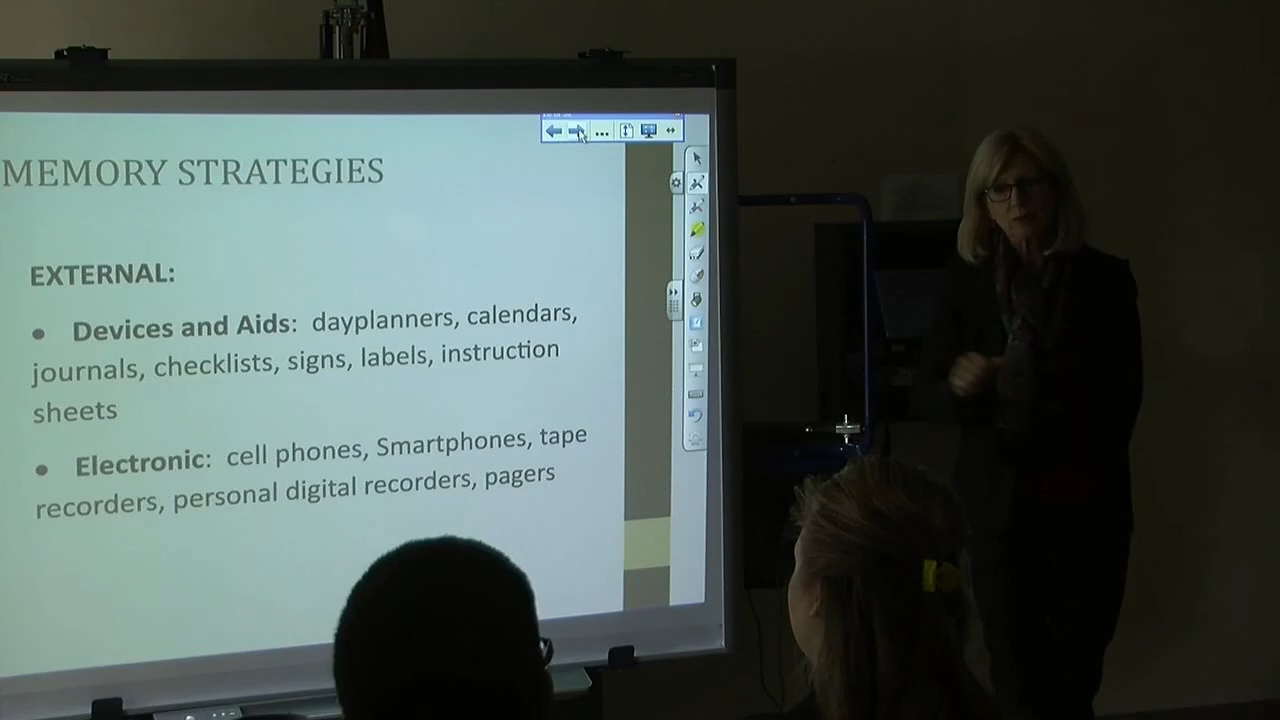 MEMORY STRATEGIES
EXTERNAL:
● Devices and Aids: dayplanners, calendars,
journals, checklists, signs, labels, instruction
sheets
● Electronic: cell phones, Smartphones, tape
recorders, personal digital recorders, pagers